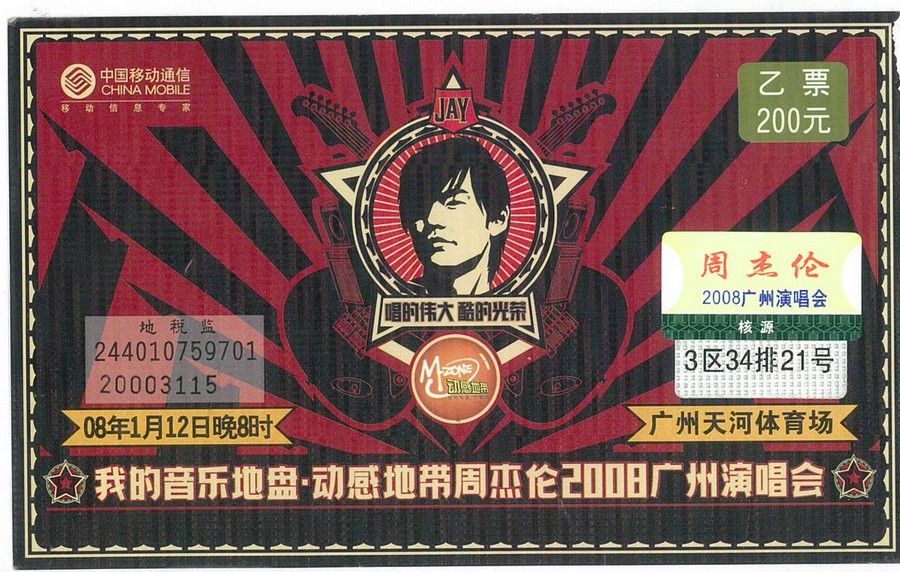 中国移动通信
CHINA MOBILE
移动信息专家
JAY
乙票
200元
唱的伟大 酷的光荣
周杰伦
2008广州演唱会
核源
3区34排21号
地税监
244010759701
20003115
M-ZONE
动感地带
08年1月12日晚8时
广州天河体育场
我的音乐地盘·动感地带周杰伦2008广州演唱会